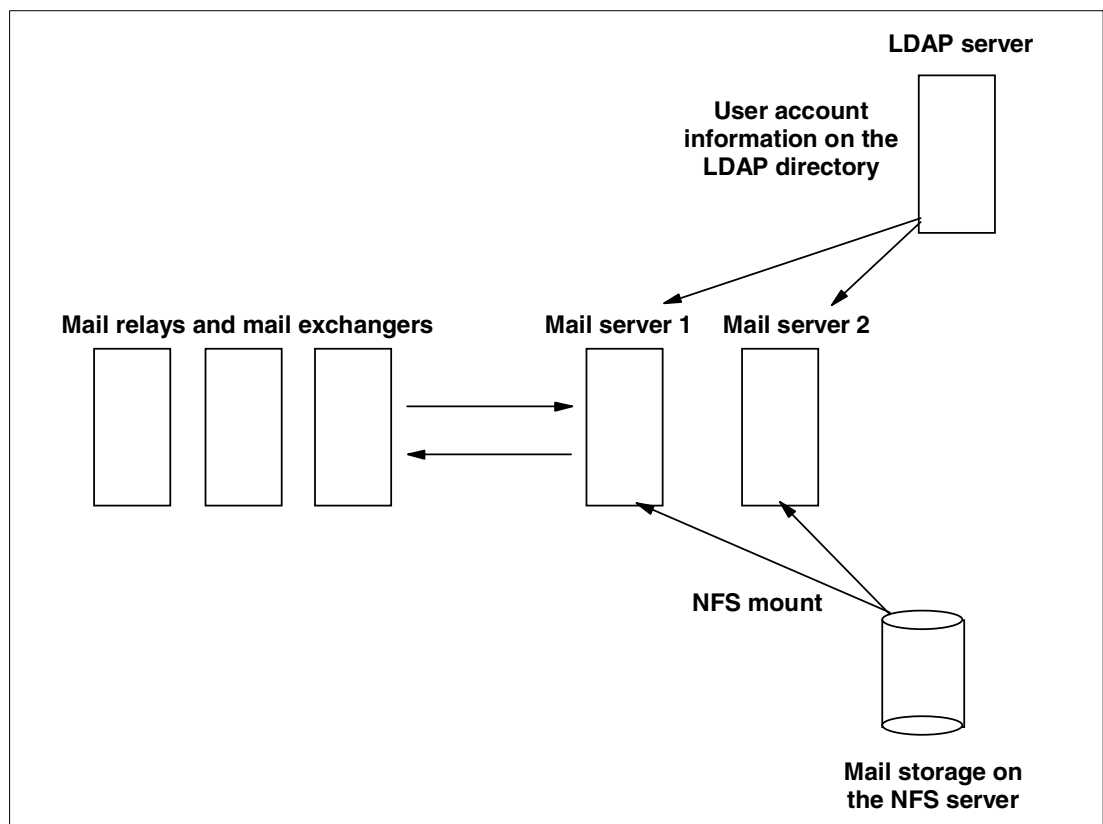 LDAP server
User account
information on the
LDAP directory
Mail relays and mail exchangers
Mail server 1
Mail server 2
NFS mount
Mail storage on
the NFS server